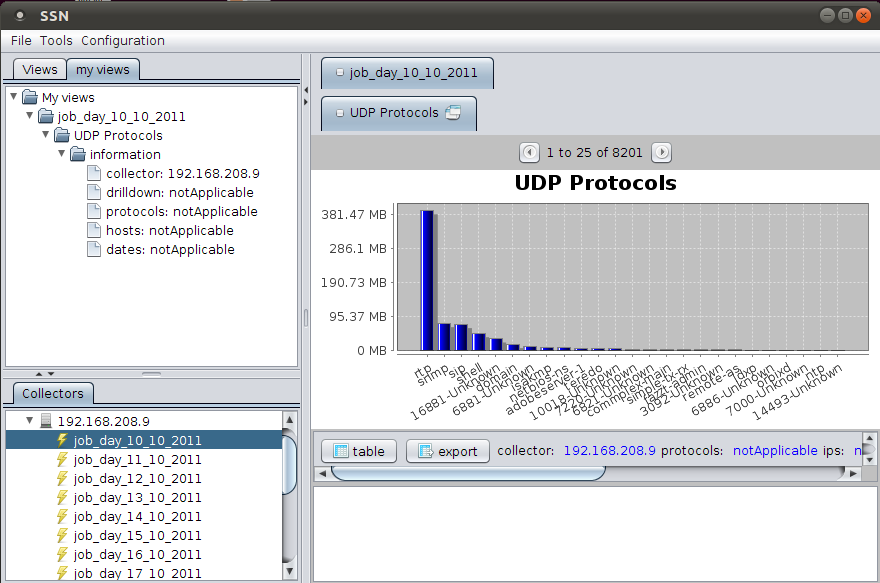 SSN
File Tools Configuration
Views my views
My views
job_day_10_10_2011
UDP Protocols
information
collector: 192.168.208.9
drilldown: notApplicable
protocols: notApplicable
hosts: notApplicable
dates: notApplicable
Collectors
192.168.208.9
job_day_10_10_2011
job_day_11_10_2011
job_day_12_10_2011
job_day_13_10_2011
job_day_14_10_2011
job_day_15_10_2011
job_day_16_10_2011
job_day_17_10_2011
job_day_10_10_2011
UDP Protocols
1 to 25 of 8201
UDP Protocols
381.47 MB
286.1 MB
190.73 MB
95.37 MB
0 MB
rtp
snmp
sip
shell
16881-Unknown
domain
6881-Unknown
isakmp
netbios-ns
adobeserver-1
teredo
10018-Unknown
7220-Unknown
6821-Unknown
commplex-main
simple-tx-rx
fazzt-admin
3092-Unknown
remote-as
6886-Unknown
orbixd
7000-Unknown
ntp
14493-Unknown
table export collector: 192.168.208.9 protocols: notApplicable ips: n